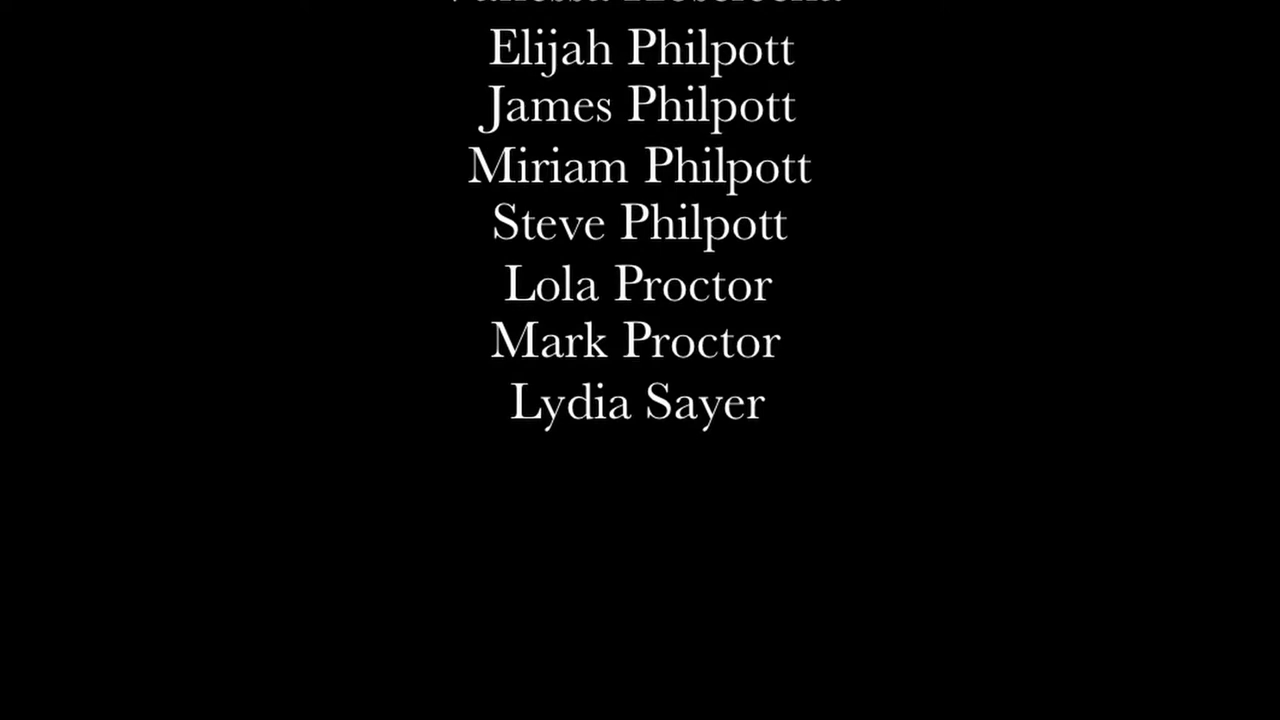 Elijah Philpott
James Philpott
Miriam Philpott
Steve Philpott
Lola Proctor
Mark Proctor
Lydia Sayer